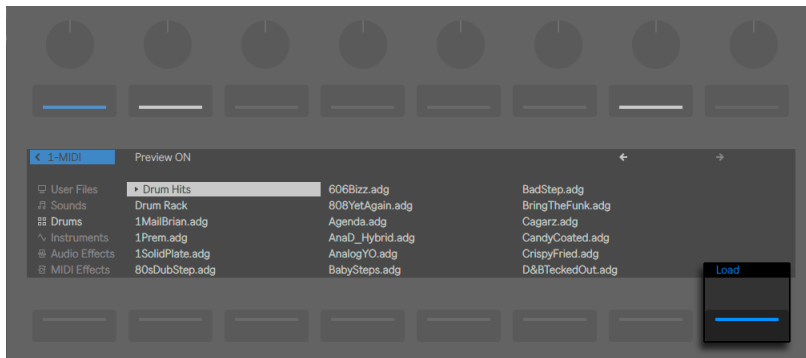 < 1-MIDI Preview ON ← →
User Files ▸ Drum Hits 606Bizz.adg BadStep.adg
Sounds Drum Rack 808YetAgain.adg BringTheFunk.adg
Drums 1MailBrian.adg Agenda.adg Cagarz.adg
Instruments 1Prem.adg AnaD_Hybrid.adg CandyCoated.adg
Audio Effects 1SolidPlate.adg AnalogYO.adg CrispyFried.adg
MIDI Effects 80sDubStep.adg BabySteps.adg D&BTeckedOut.adg Load